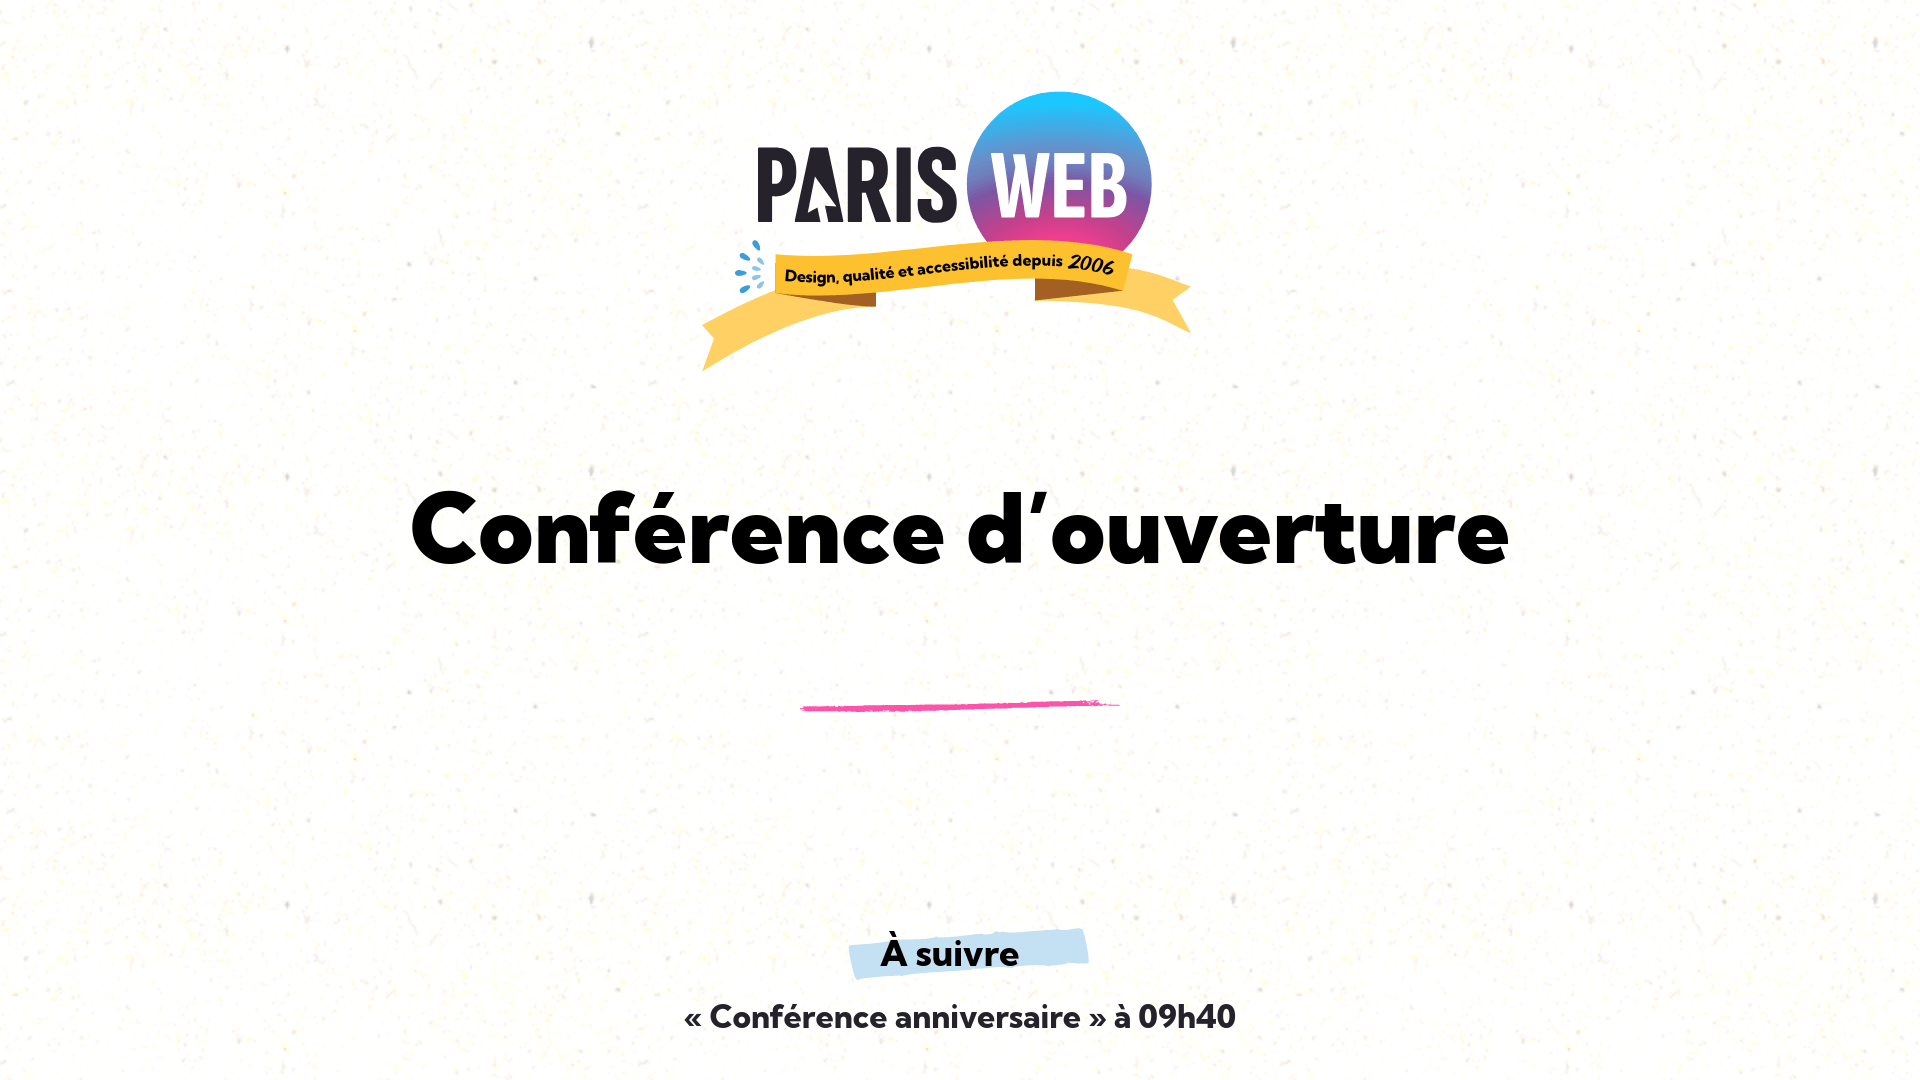 PARIS WEB
Design, qualité et accessibilité depuis 2006
Conférence d’ouverture
À suivre
« Conférence anniversaire » à 09h40